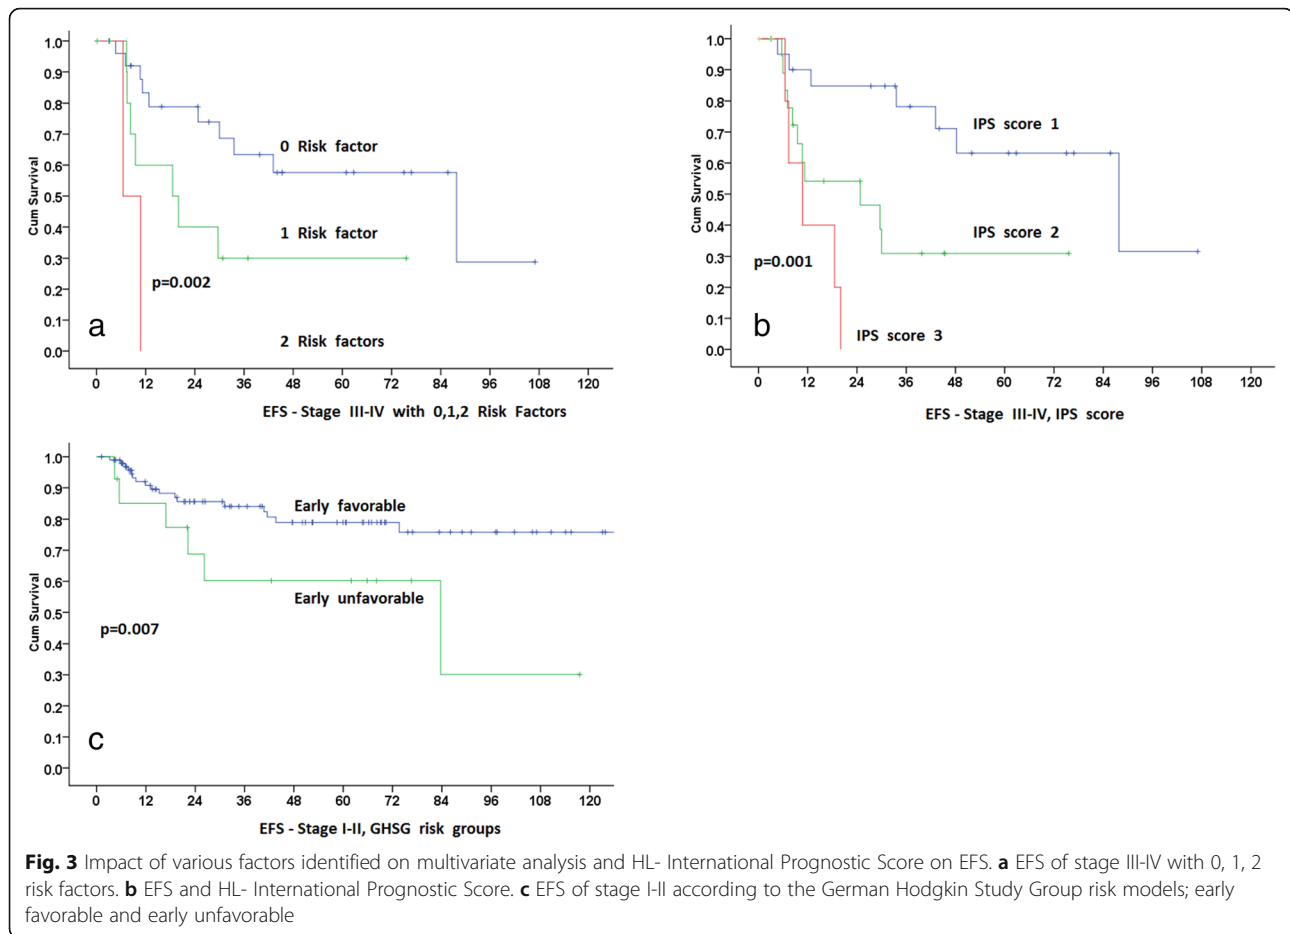 1.0
0.9
0.8
0.7
0.6
0.5
0.4
0.3
0.2
0.1
0.0
Cum Survival
0 Risk factor
1 Risk factor
p=0.002
a
2 Risk factors
0 12 24 36 48 60 72 84 96 108 120
EFS - Stage III-IV with 0,1,2 Risk Factors
1.0
0.9
0.8
0.7
0.6
0.5
0.4
0.3
0.2
0.1
0.0
Cum Survival
IPS score 1
IPS score 2
p=0.001
b
IPS score 3
0 12 24 36 48 60 72 84 96 108 120
EFS - Stage III-IV, IPS score
1.0
0.9
0.8
0.7
0.6
0.5
0.4
0.3
0.2
0.1
0.0
Cum Survival
Early favorable
Early unfavorable
p=0.007
c
0 12 24 36 48 60 72 84 96 108 120
EFS - Stage I-II, GHSG risk groups
Fig. 3 Impact of various factors identified on multivariate analysis and HL- International Prognostic Score on EFS. a EFS of stage III-IV with 0, 1, 2
risk factors. b EFS and HL- International Prognostic Score. c EFS of stage I-II according to the German Hodgkin Study Group risk models; early
favorable and early unfavorable